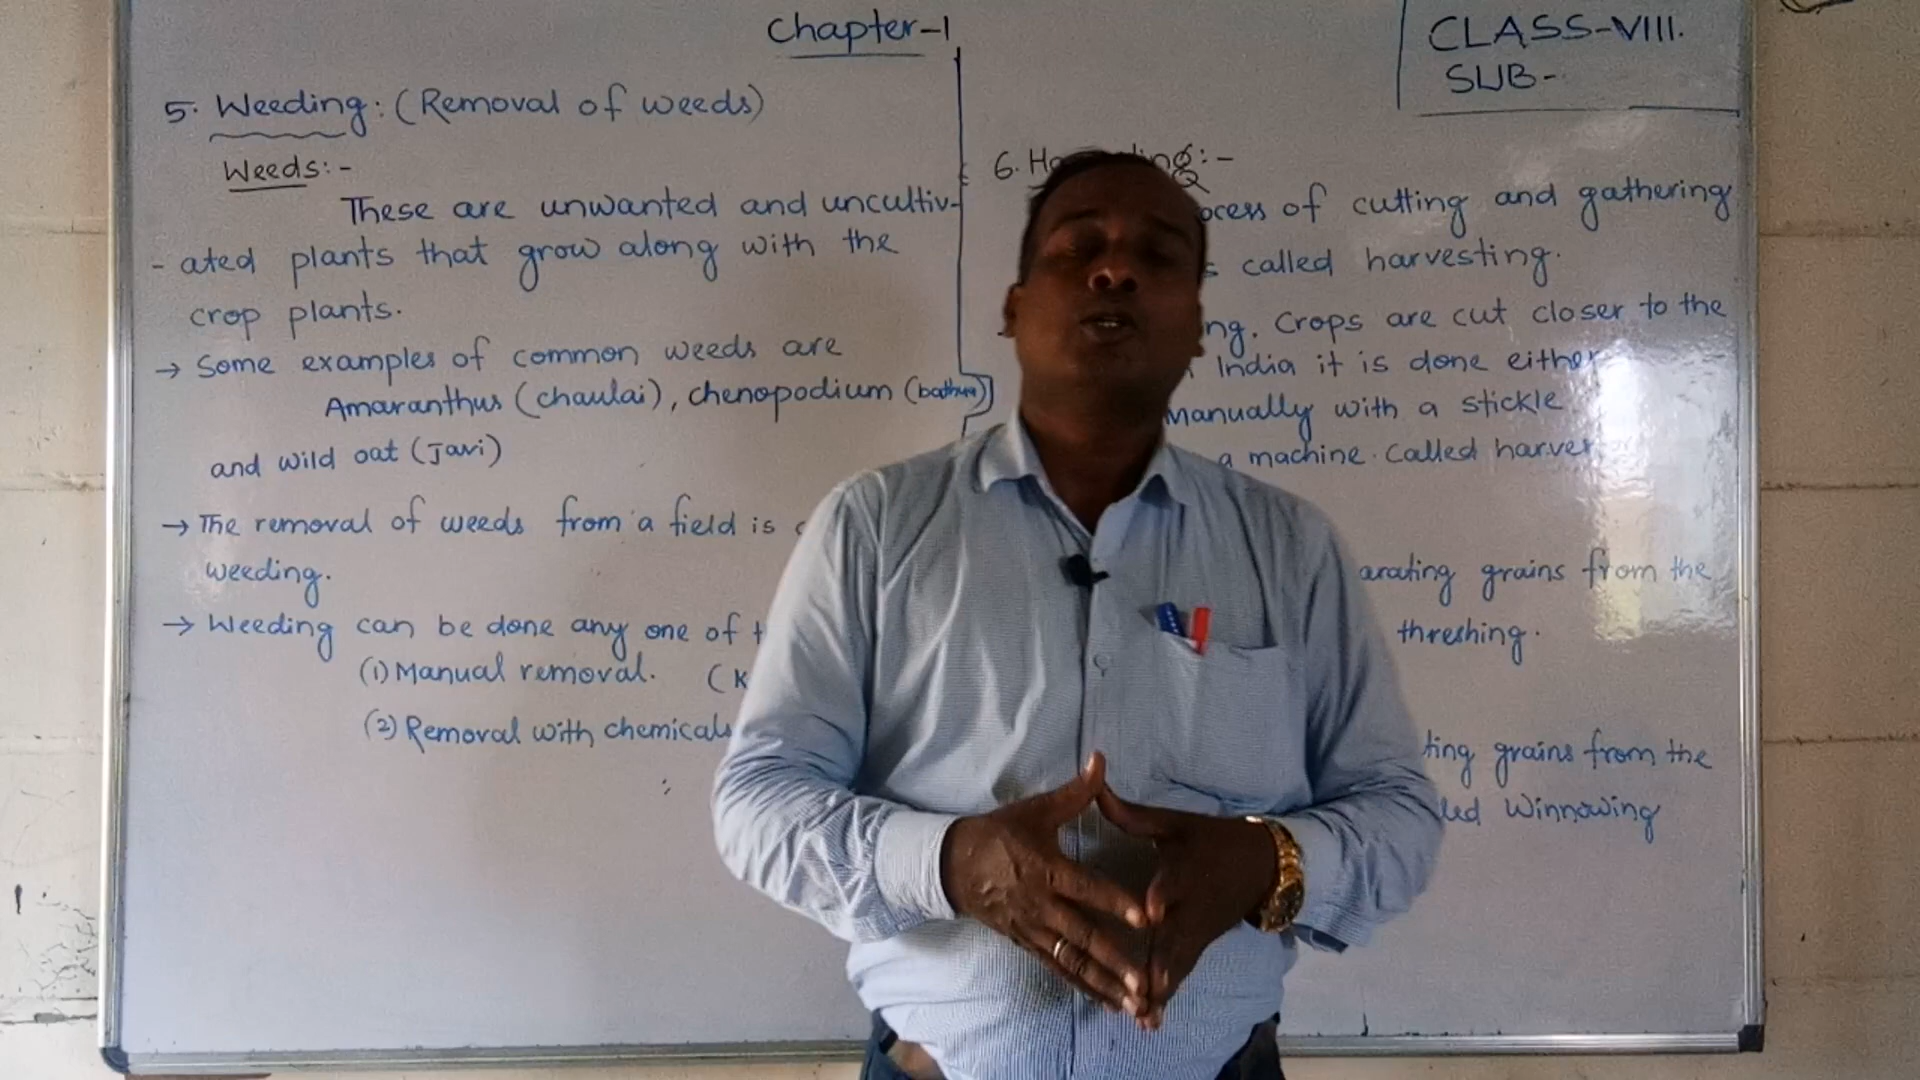 Chapter-1
CLASS-VIII.
SUB-
5. Weeding: (Removal of weeds)
Weeds:-
These are unwanted and uncultiv-
- ated plants that grow along with the
crop plants.
→ Some examples of common weeds are
Amaranthus (chaulai), chenopodium (bathua)
and wild oat (Javi)
→ The removal of weeds from a field is
weeding.
→ Weeding can be done any one of
(1) Manual removal. (K
(2) Removal with chemicals
6. :-
of cutting and gathering
called harvesting.
Crops are cut closer to the
India it is done either
manually with a stickle
a machine. Called
grains from the
threshing.
grains from the
Winnowing